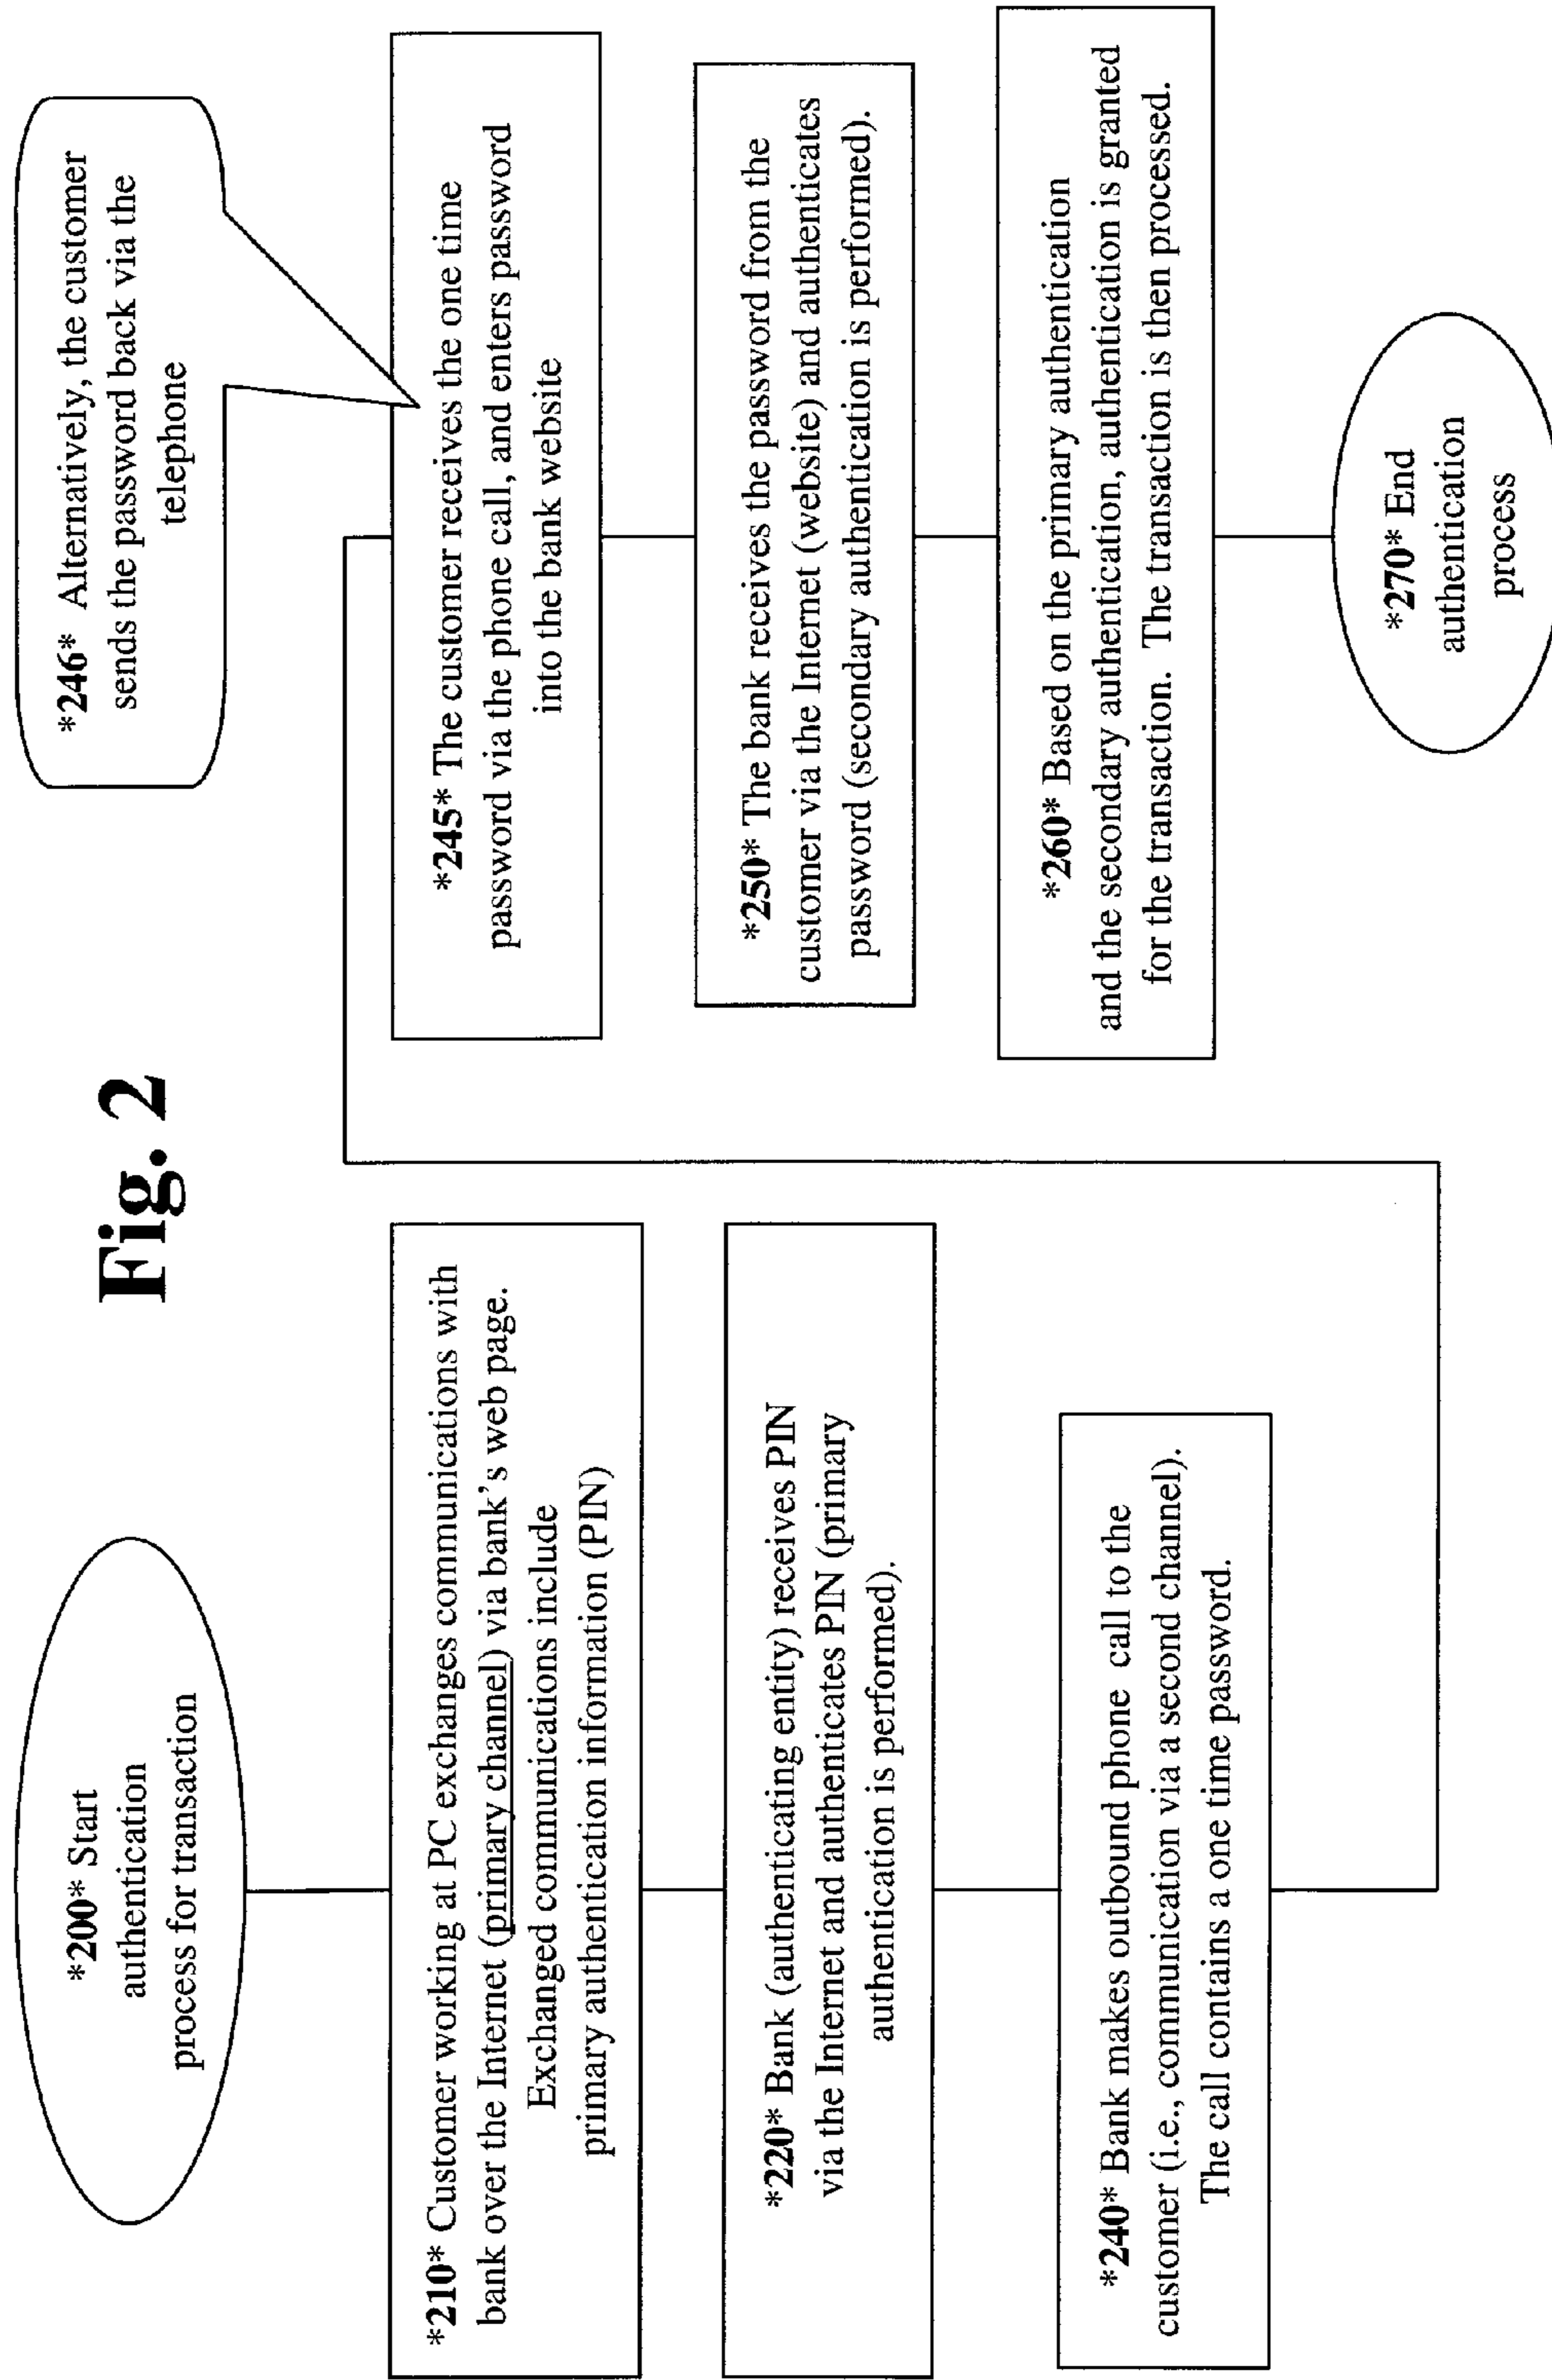 Fig. 2
*200* Start
authentication
process for transaction
*210* Customer working at PC exchanges communications with
bank over the Internet (primary channel) via bank's web page.
Exchanged communications include
primary authentication information (PIN)
*220* Bank (authenticating entity) receives PIN
via the Internet and authenticates PIN (primary
authentication is performed).
*240* Bank makes outbound phone call to the
customer (i.e., communication via a second channel).
The call contains a one time password.
*246* Alternatively, the customer
sends the password back via the
telephone
*245* The customer receives the one time
password via the phone call, and enters password
into the bank website
*250* The bank receives the password from the
customer via the Internet (website) and authenticates
password (secondary authentication is performed).
*260* Based on the primary authentication
and the secondary authentication, authentication is granted
for the transaction. The transaction is then processed.
*270* End
authentication
process